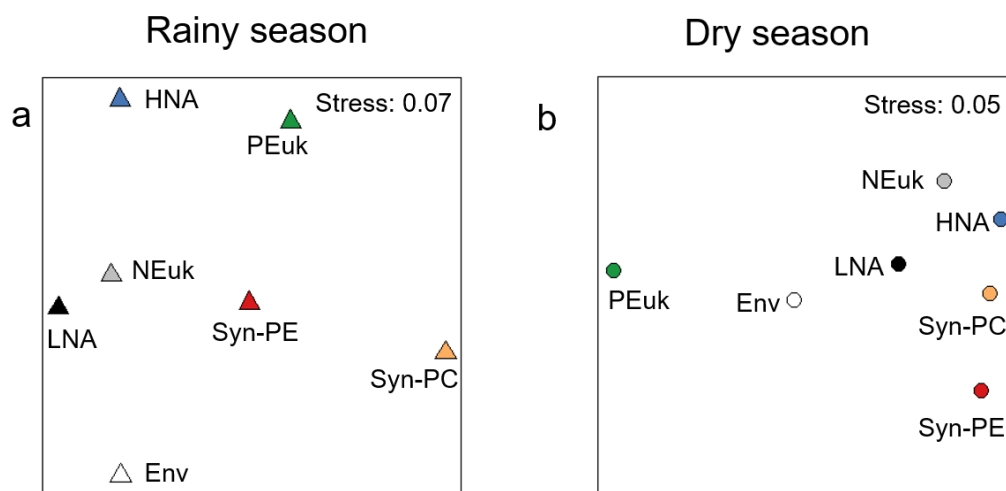 Rainy season
Dry season
a
HNA
Stress: 0.07
PEuk
NEuk
LNA
Syn-PE
Syn-PC
Env
b
Stress: 0.05
NEuk
HNA
LNA
PEuk
Env
Syn-PC
Syn-PE